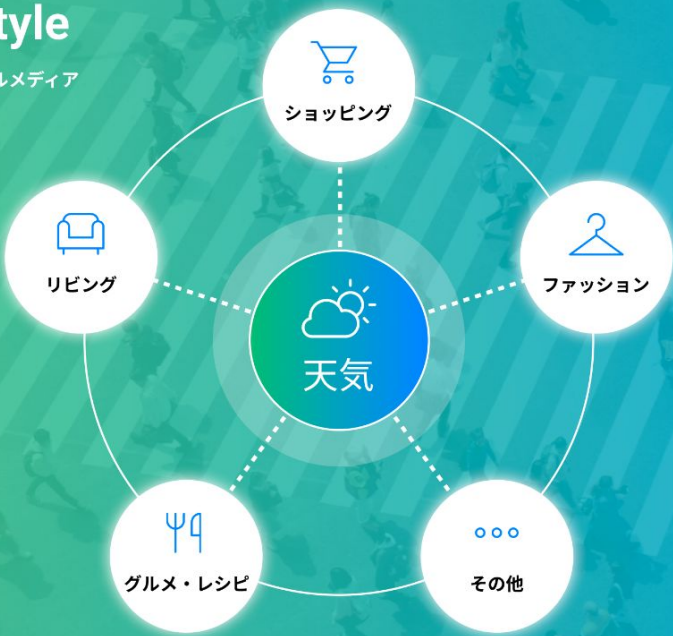 tyle
ルメディア
ショッピング
リビング
ファッション
天気
グルメ・レシピ
その他